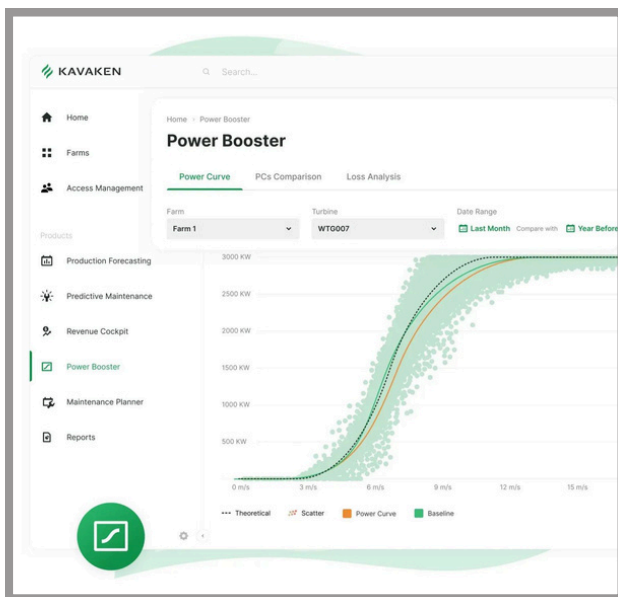 KAVAKEN
Search...
Home
Farms
Access Management
Products
Production Forecasting
Predictive Maintenance
Revenue Cockpit
Power Booster
Maintenance Planner
Reports
Home > Power Booster
Power Booster
Power Curve PCs Comparison Loss Analysis
Farm Turbine Date Range
Farm 1 WTG007 Last Month Compare with Year Before
3000 KW
2500 KW
2000 KW
1500 KW
1000 KW
500 KW
0 m/s 3 m/s 6 m/s 9 m/s 12 m/s 15 m/s
Theoretical Scatter Power Curve Baseline